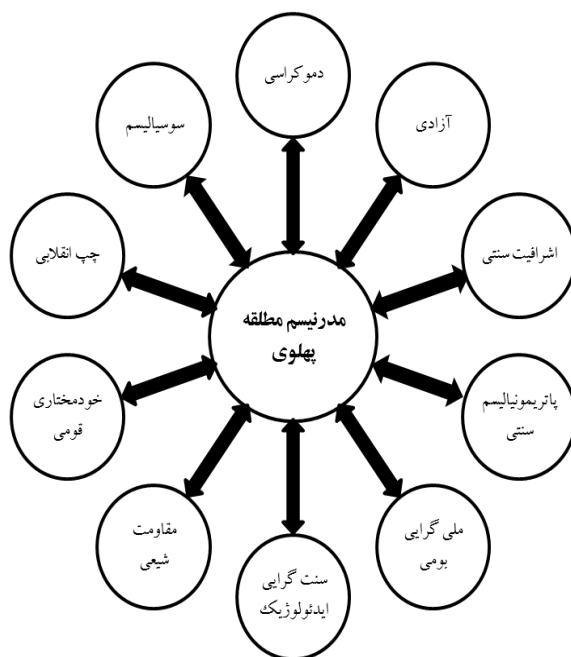 دموکراسی
آزادی
سوسیالیسم
اشرافیت سنتی
چپ انقلابی
مدرنیسم مطلقه
پهلوی
پاتریمونیالیسم
سنتی
خودمختاری
قومی
ملی گرایی
بومی
مقاومت
شیعی
سنت گرایی
ایدئولوژیک